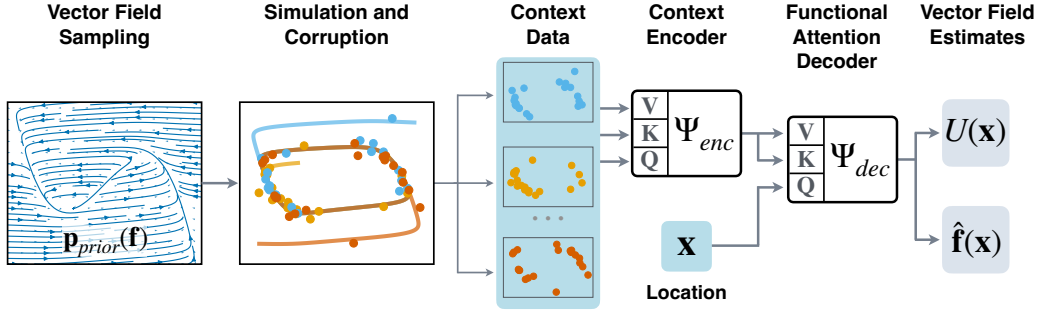 Vector Field
Sampling
Simulation and
Corruption
Context
Data
Context
Encoder
Functional
Attention
Decoder
Vector Field
Estimates
p_prior(f)
V
K
Q
Ψ_enc
V
K
Q
Ψ_dec
U(x)
f̂(x)
x
Location